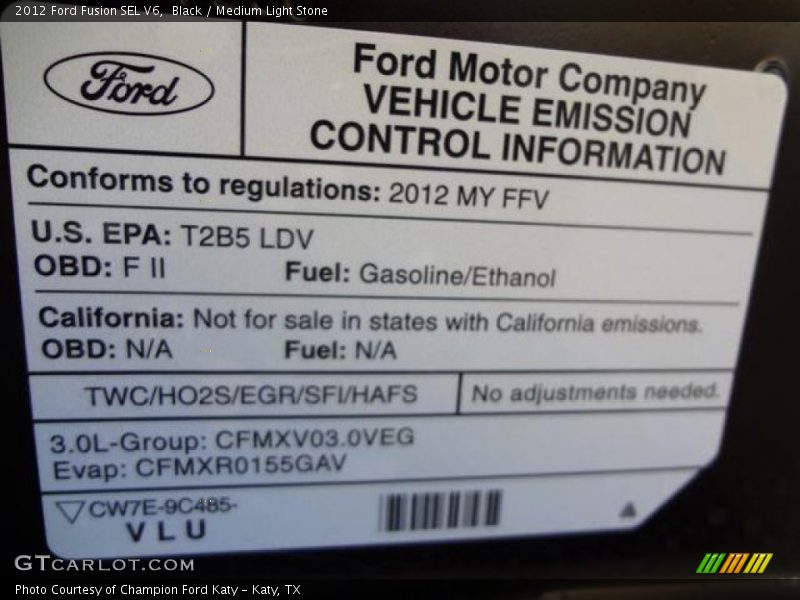 2012 Ford Fusion SEL V6,  Black / Medium Light Stone
Ford
Ford Motor Company
VEHICLE EMISSION
CONTROL INFORMATION
Conforms to regulations: 2012 MY FFV
U.S. EPA: T2B5 LDV
OBD: F II Fuel: Gasoline/Ethanol
California: Not for sale in states with California emissions.
OBD: N/A Fuel: N/A
TWC/HO2S/EGR/SFI/HAFS No adjustments needed.
3.0L-Group: CFMXV03.0VEG
Evap: CFMXR0155GAV
CW7E-9C485-
VLU
GTCARLOT.COM
Photo Courtesy of Champion Ford Katy – Katy, TX